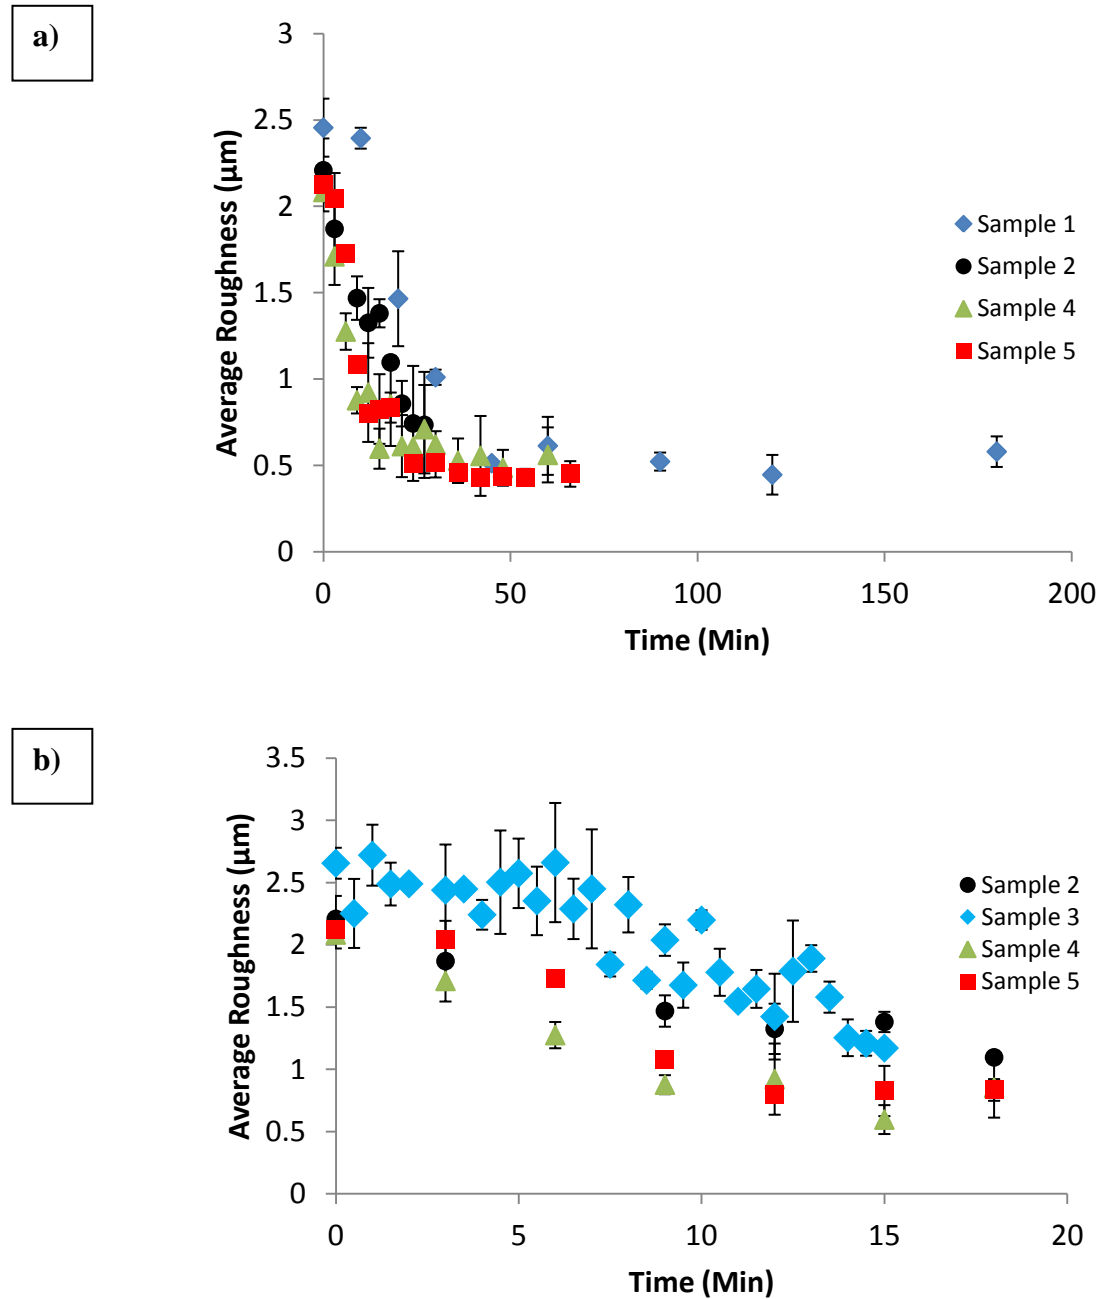 a)
3
2.5
2
1.5
1
0.5
0
Average Roughness (µm)
0 50 100 150 200
Time (Min)
Sample 1
Sample 2
Sample 4
Sample 5
b)
3.5
3
2.5
2
1.5
1
0.5
0
Average Roughness (µm)
0 5 10 15 20
Time (Min)
Sample 2
Sample 3
Sample 4
Sample 5